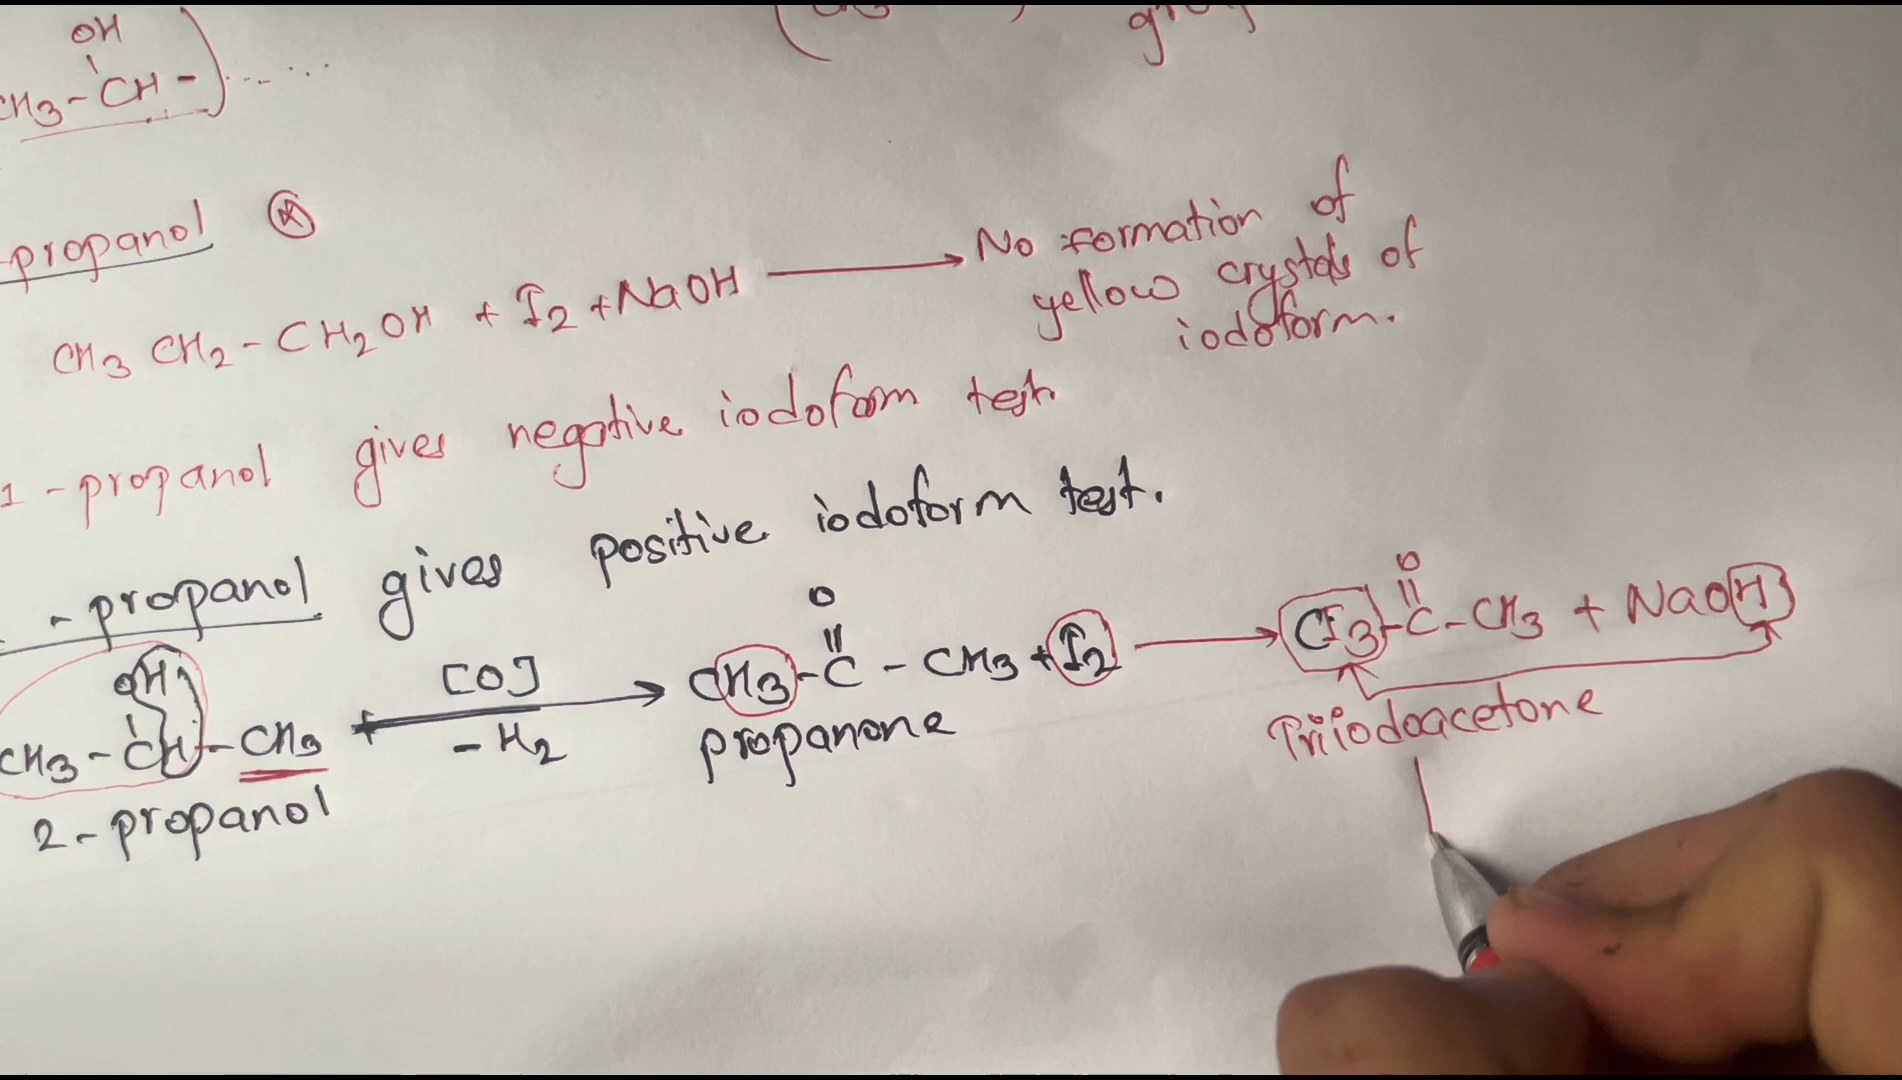 OH
CH3-CH-).......
propanol
CH3 CH2-CH2OH + I2 + NaOH → No formation of
yellow crystals of
iodoform.
1-propanol gives negative iodoform test.
-propanol gives positive iodoform test.
OH
CH3-CH-CH3 + [O] -H2 →
2-propanol
O
CH3-C-CH3 + I2 →
propanone
O
CI3-C-CH3 + NaOH
Triiodoacetone